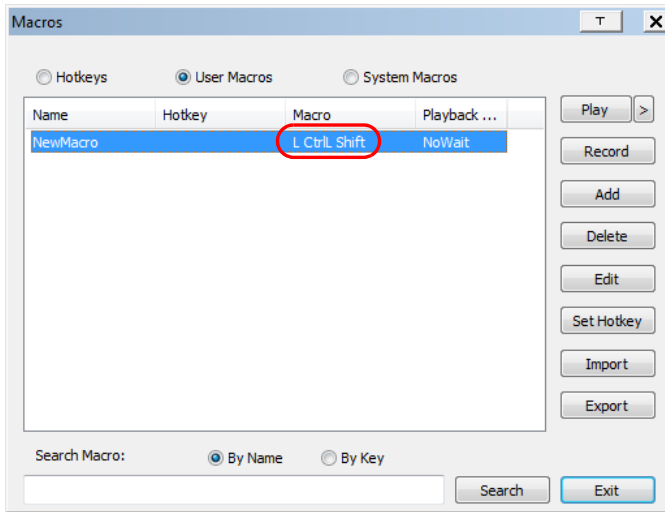 Macros T X
Hotkeys User Macros System Macros
Name Hotkey Macro Playback ... Play >
NewMacro L CtrlL Shift NoWait
Record
Add
Delete
Edit
Set Hotkey
Import
Export
Search Macro: By Name By Key
Search Exit